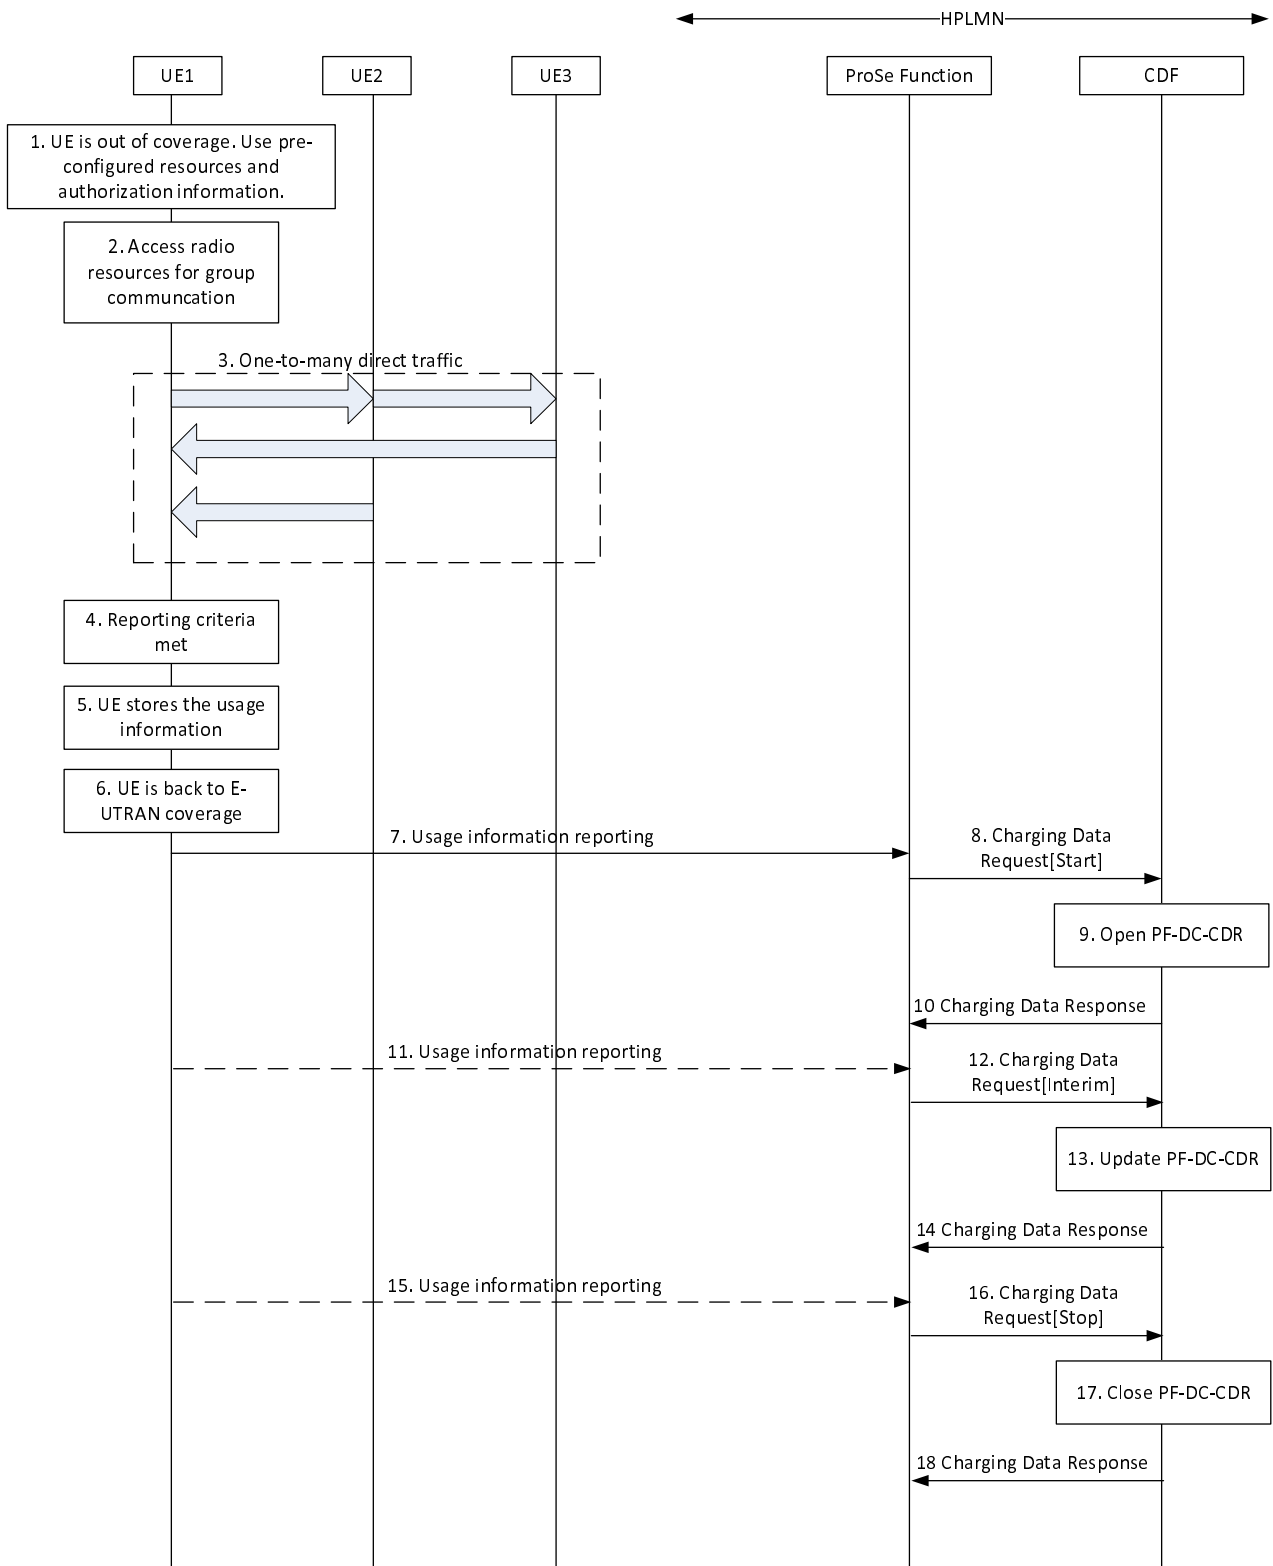 HPLMN
UE1
UE2
UE3
ProSe Function
CDF
1. UE is out of coverage. Use pre-
configured resources and
authorization information.
2. Access radio
resources for group
communcation
3. One-to-many direct traffic
4. Reporting criteria
met
5. UE stores the usage
information
6. UE is back to E-
UTRAN coverage
7. Usage information reporting
8. Charging Data
Request[Start]
9. Open PF-DC-CDR
10 Charging Data Response
11. Usage information reporting
12. Charging Data
Request[Interim]
13. Update PF-DC-CDR
14 Charging Data Response
15. Usage information reporting
16. Charging Data
Request[Stop]
17. Close PF-DC-CDR
18 Charging Data Response